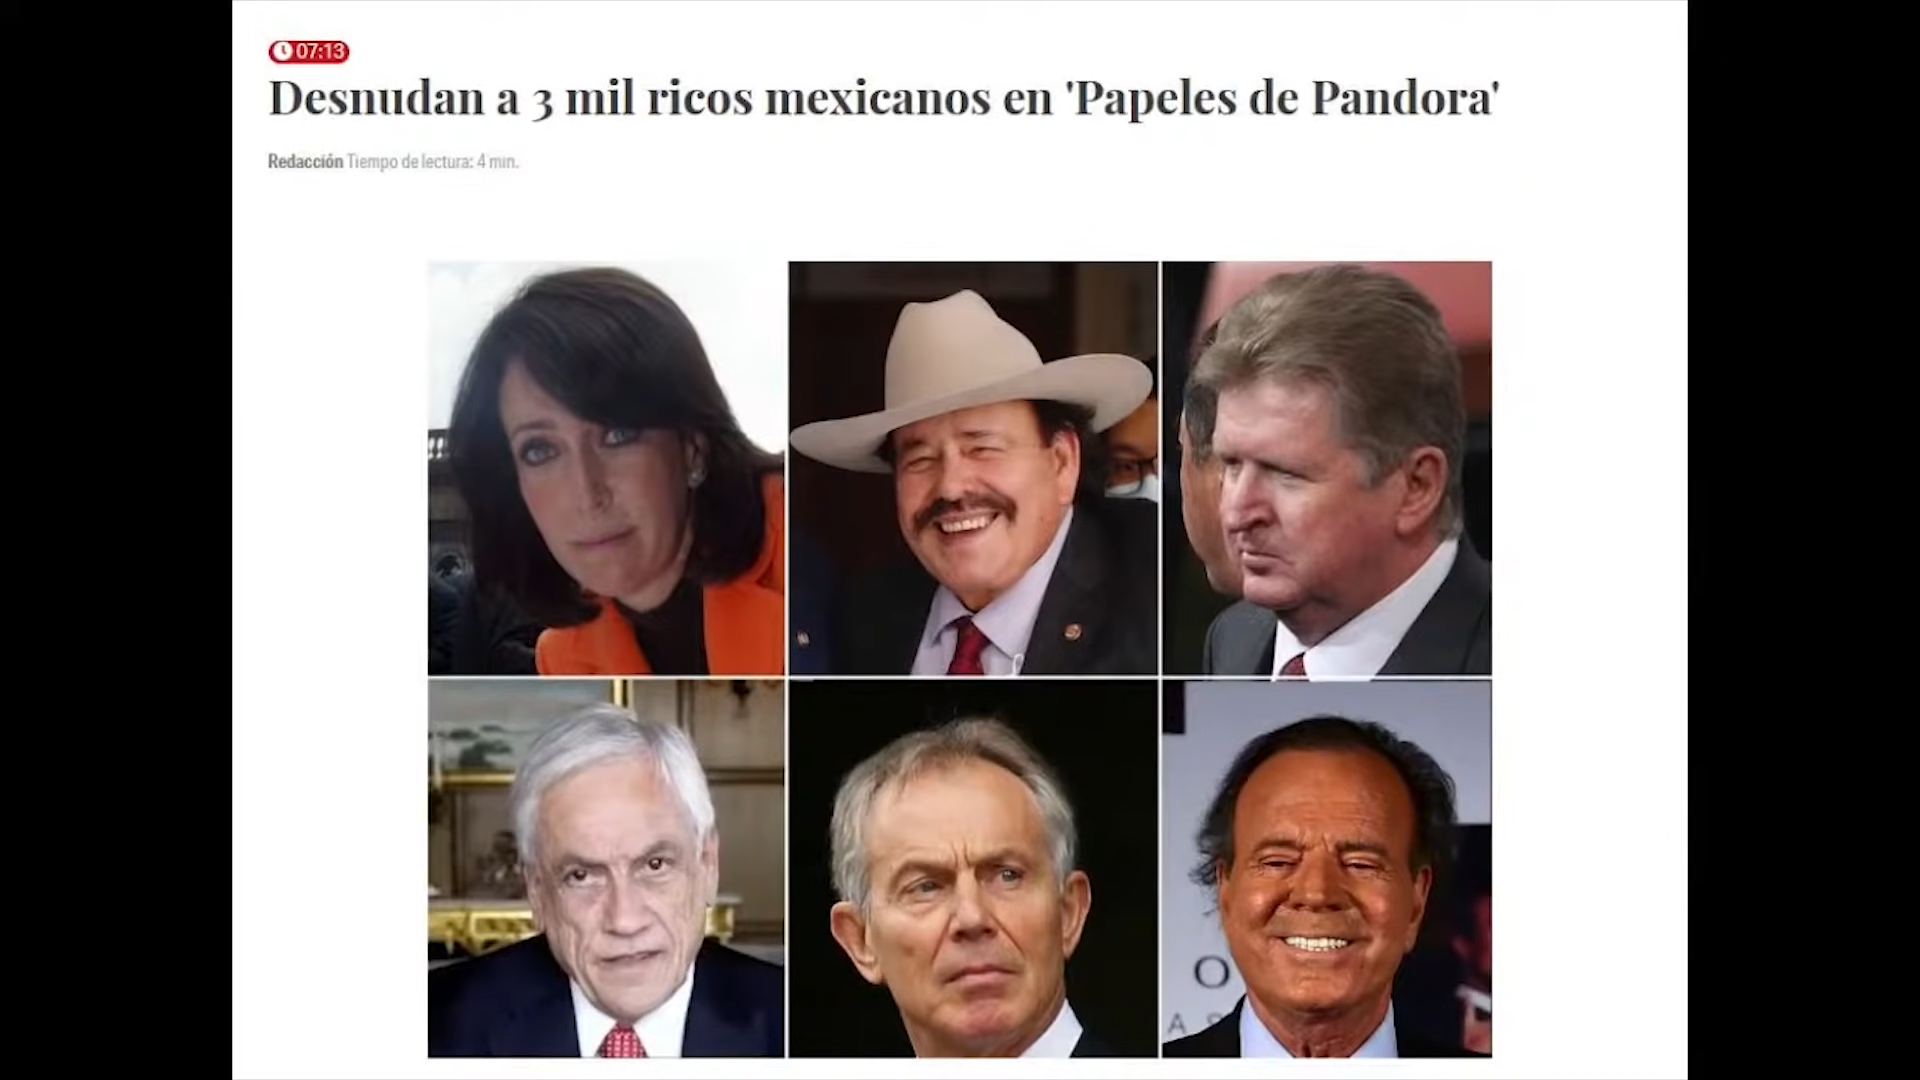 07:13
Desnudan a 3 mil ricos mexicanos en 'Papeles de Pandora'
Redacción Tiempo de lectura: 4 min.
O
A S